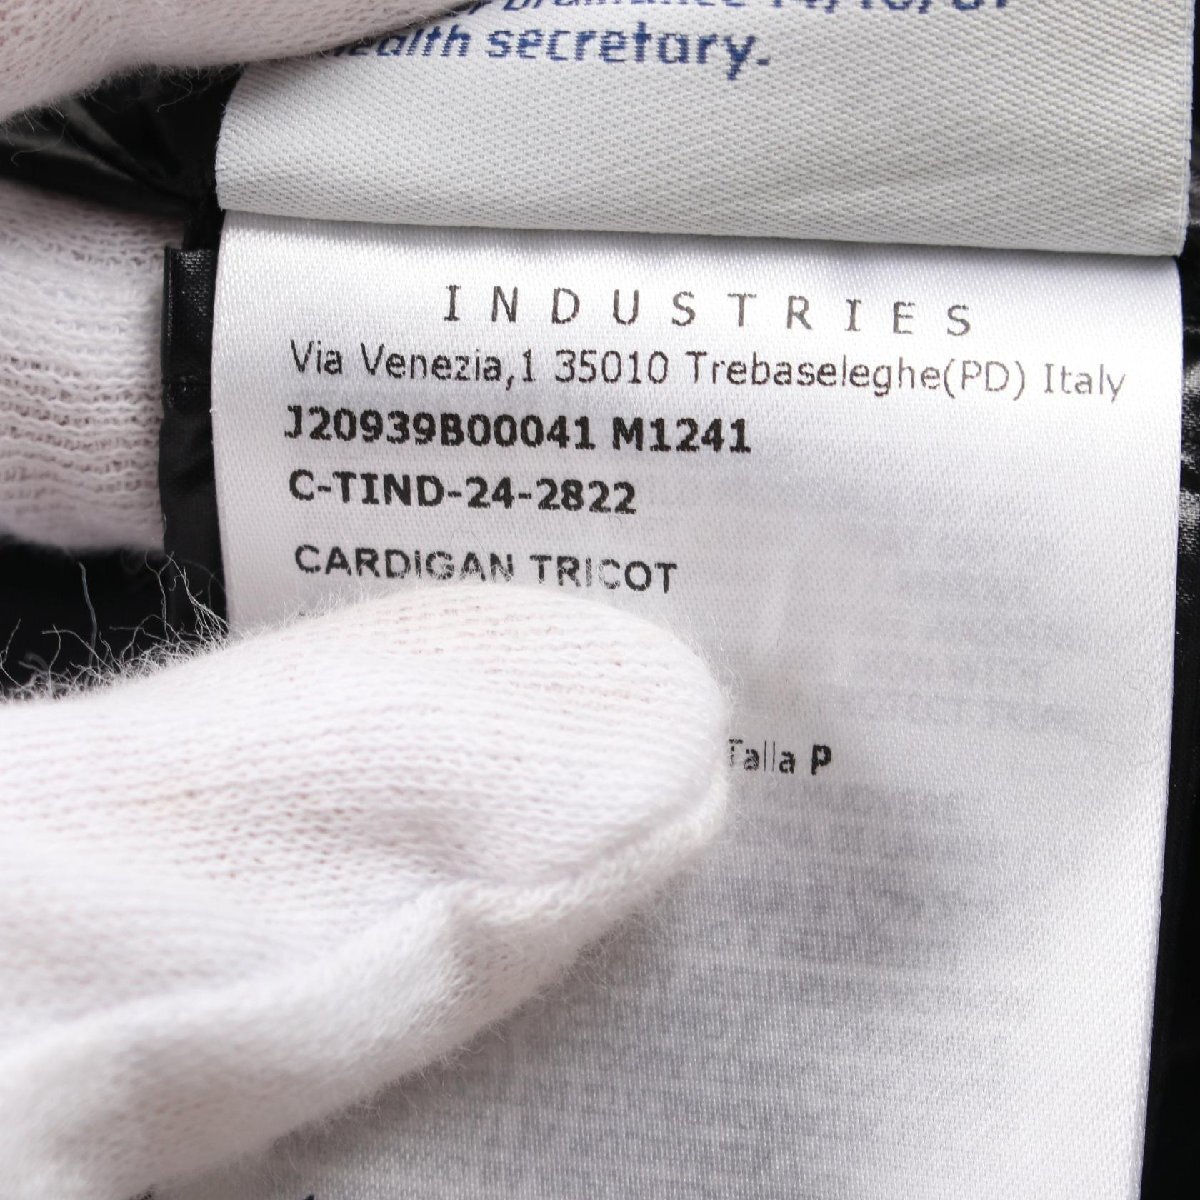 health secretary.
INDUSTRIES
Via Venezia,1 35010 Trebaseleghe(PD) Italy
J20939B00041 M1241
C-TIND-24-2822
CARDIGAN TRICOT
Talla P